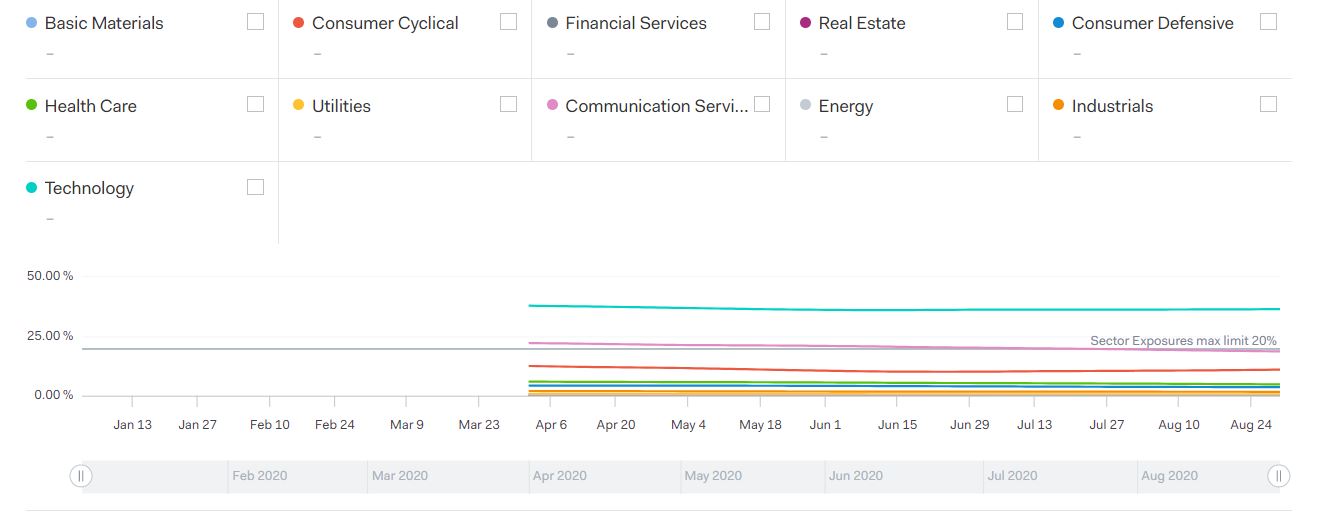 Basic Materials Consumer Cyclical Financial Services Real Estate Consumer Defensive
– – – – –
Health Care Utilities Communication Servi... Energy Industrials
– – – – –
Technology
–
50.00 %
25.00 %
Sector Exposures max limit 20%
0.00 %
Jan 13 Jan 27 Feb 10 Feb 24 Mar 9 Mar 23 Apr 6 Apr 20 May 4 May 18 Jun 1 Jun 15 Jun 29 Jul 13 Jul 27 Aug 10 Aug 24
Feb 2020 Mar 2020 Apr 2020 May 2020 Jun 2020 Jul 2020 Aug 2020